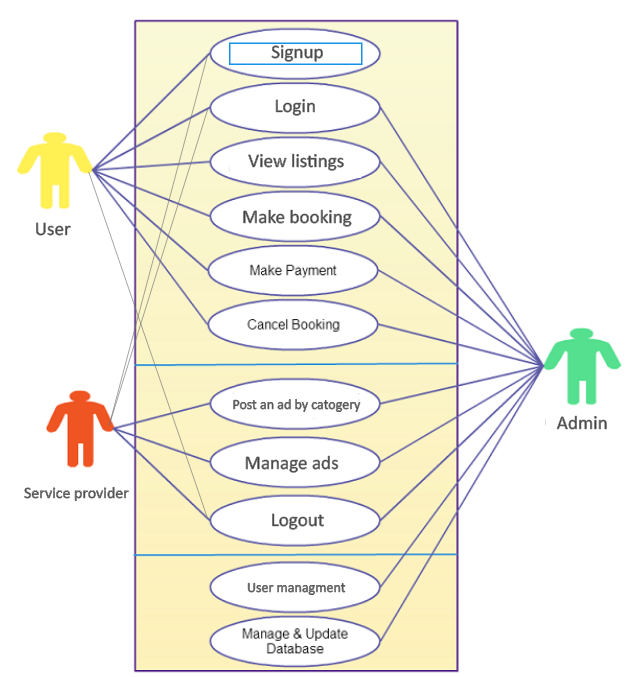 Signup
Login
View listings
Make booking
User
Make Payment
Cancel Booking
Post an ad by catogery
Admin
Manage ads
Service provider
Logout
User managment
Manage & Update
Database